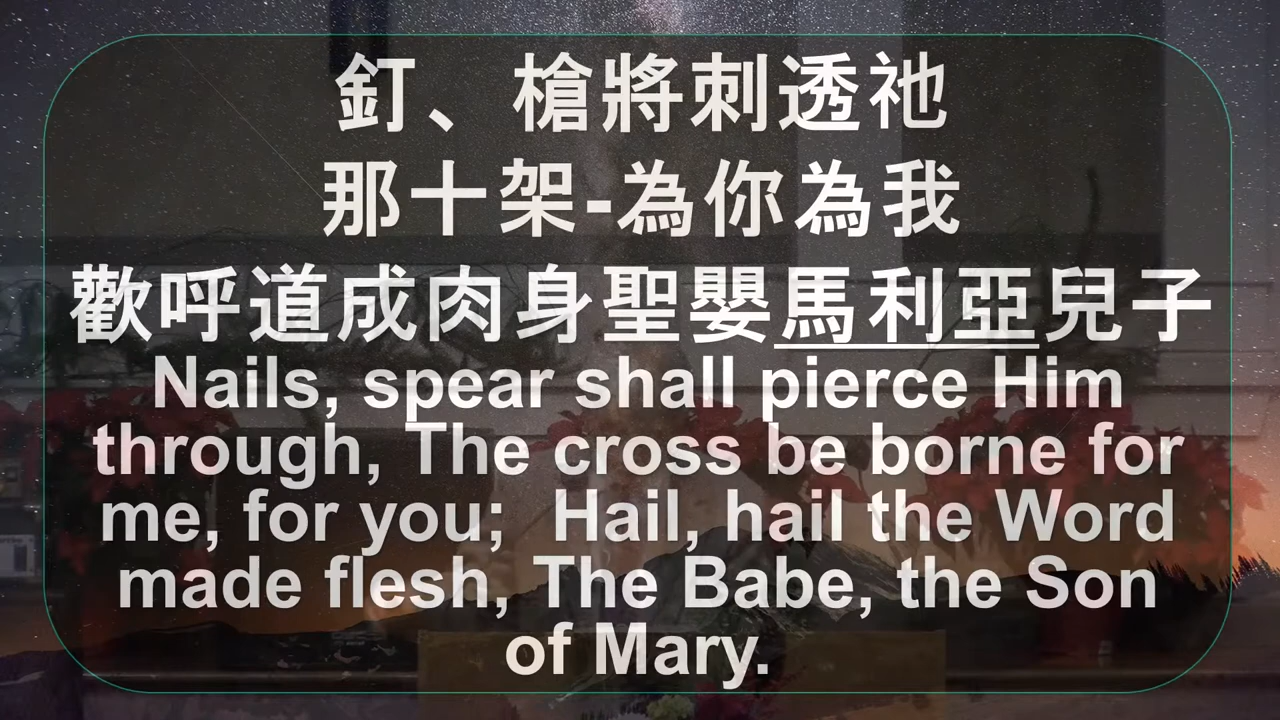 釘、槍將刺透祂
那十架-為你為我
歡呼道成肉身聖嬰馬利亞兒子
Nails, spear shall pierce Him
through, The cross be borne for
me, for you;  Hail, hail the Word
made flesh, The Babe, the Son
of Mary.